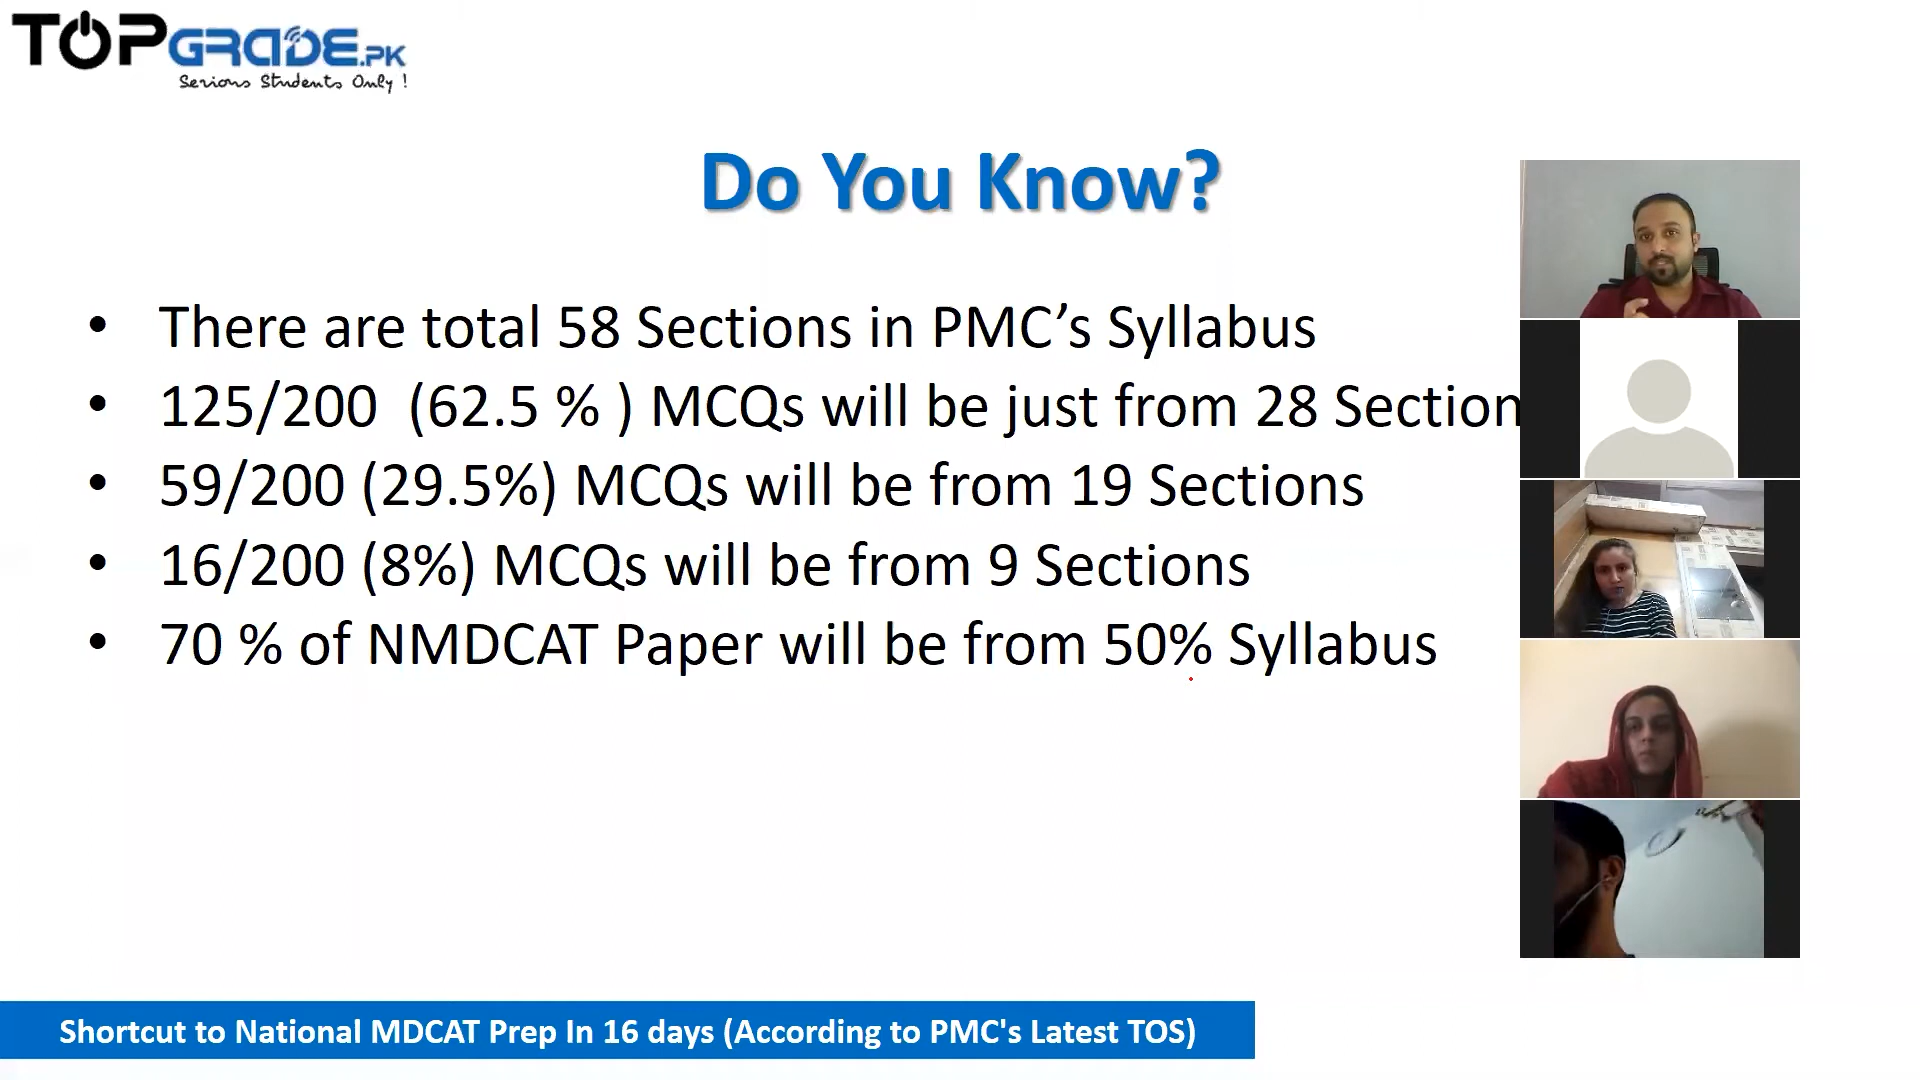 TOPGRADE.PK
Serious Students Only !
Do You Know?
• There are total 58 Sections in PMC’s Syllabus
• 125/200 (62.5 % ) MCQs will be just from 28 Section
• 59/200 (29.5%) MCQs will be from 19 Sections
• 16/200 (8%) MCQs will be from 9 Sections
• 70 % of NMDCAT Paper will be from 50% Syllabus
Shortcut to National MDCAT Prep In 16 days (According to PMC's Latest TOS)